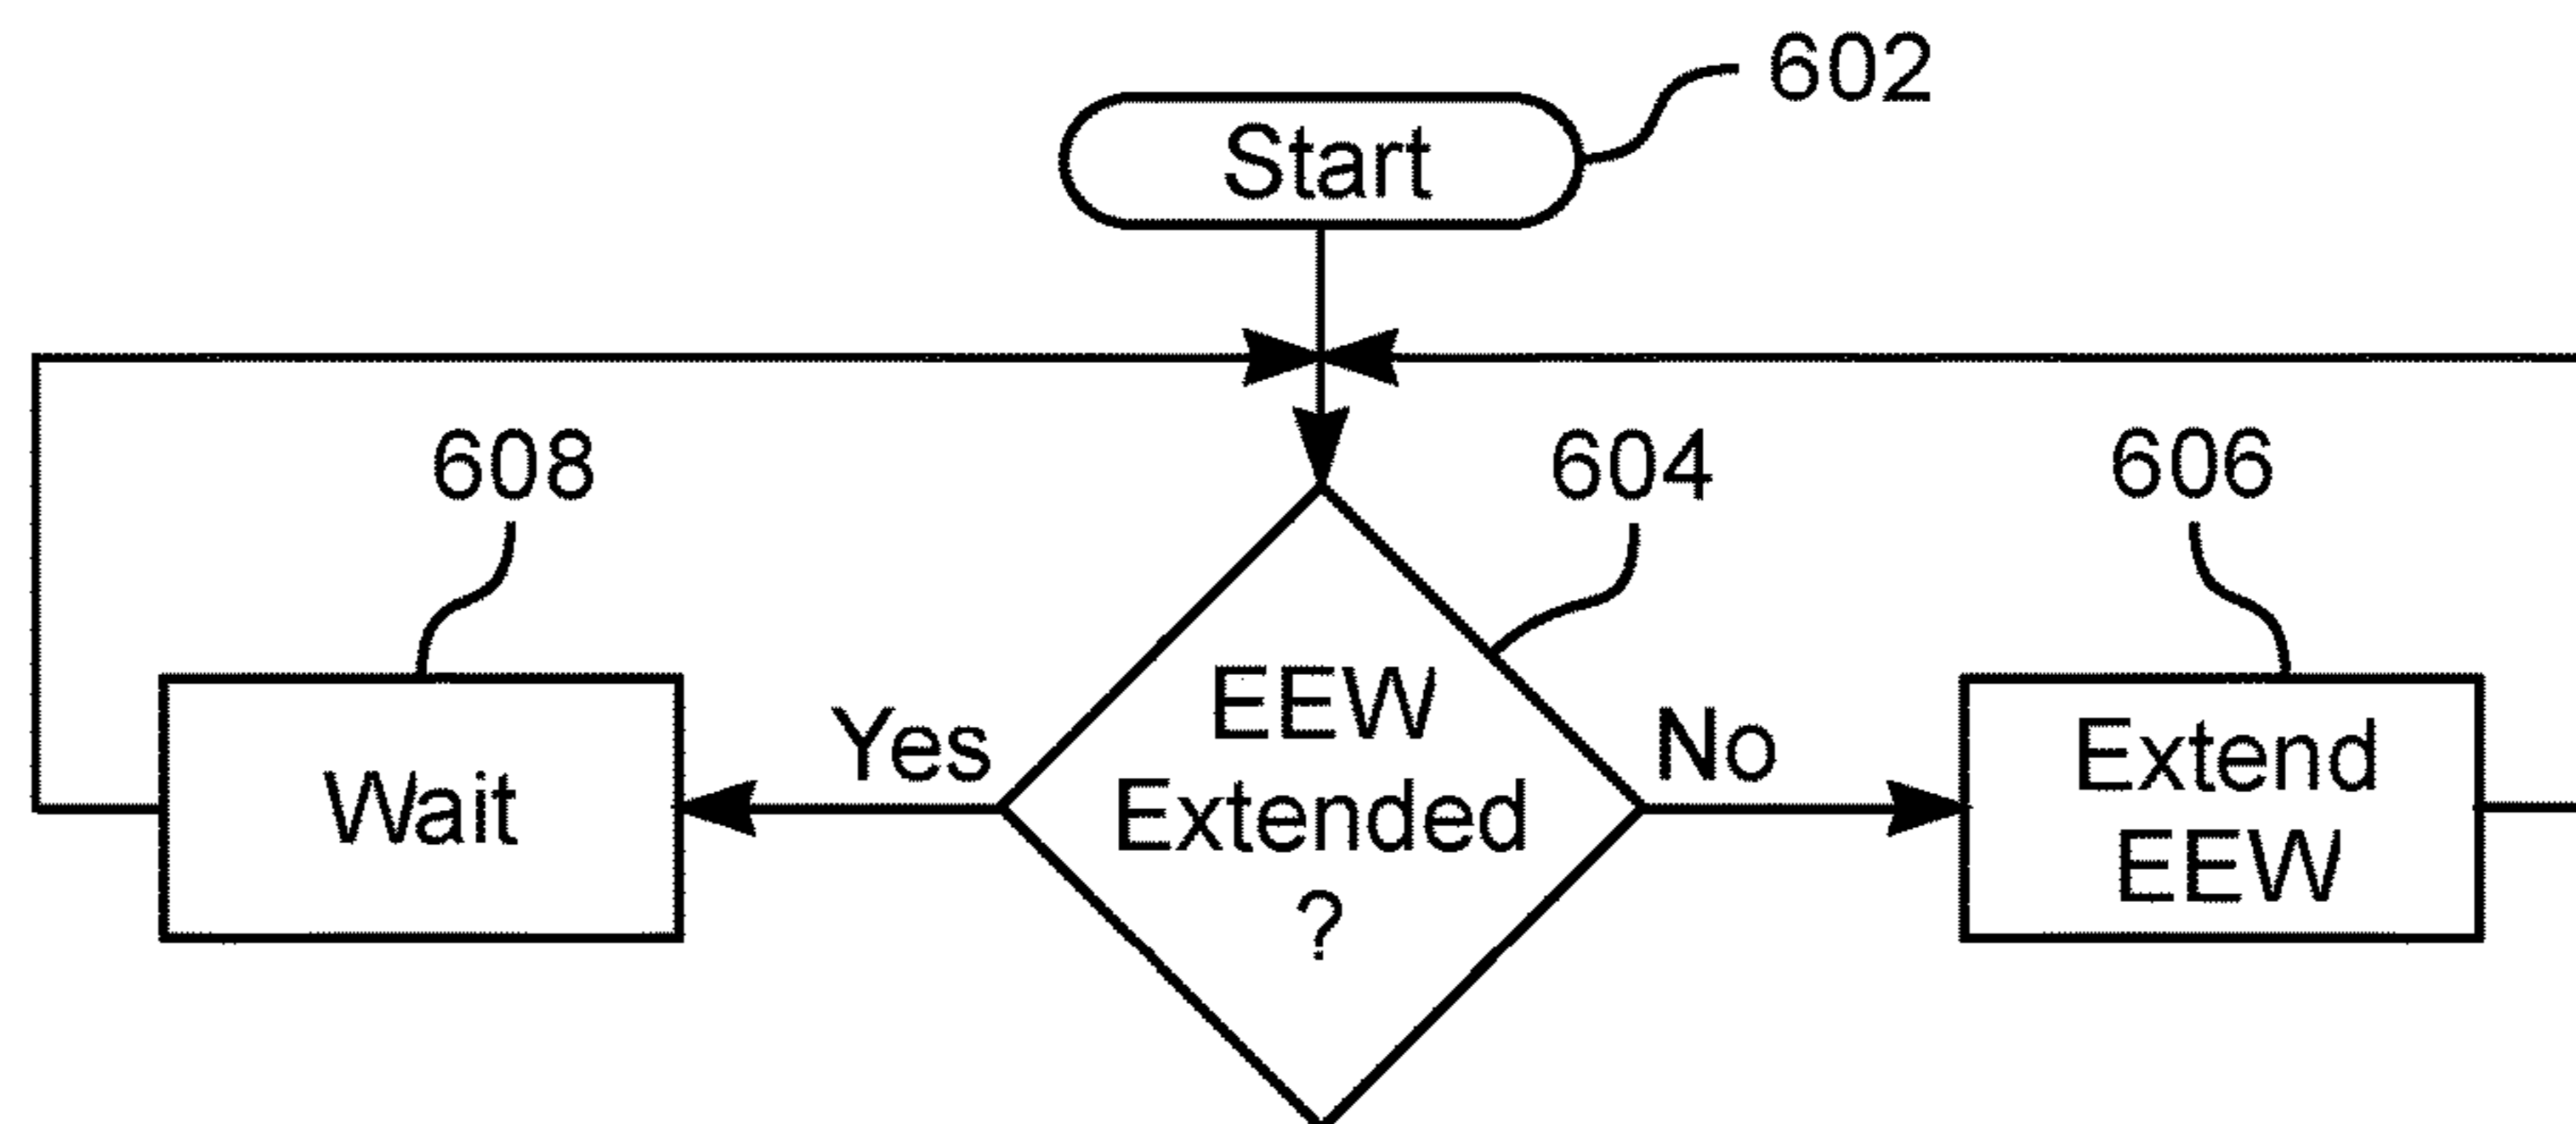 602
Start
608
604
606
Yes
EEW
Extended
?
No
Wait
Extend
EEW